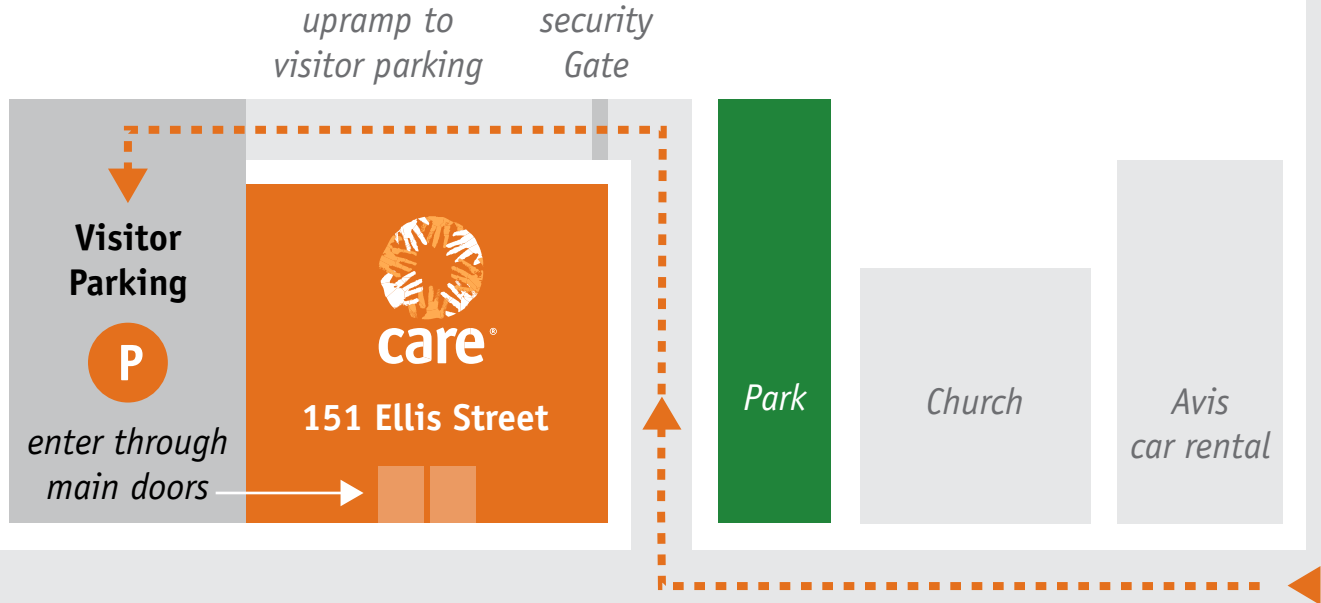 upramp to
visitor parking
security
Gate
Visitor
Parking
P
enter through
main doors
care®
151 Ellis Street
Park
Church
Avis
car rental